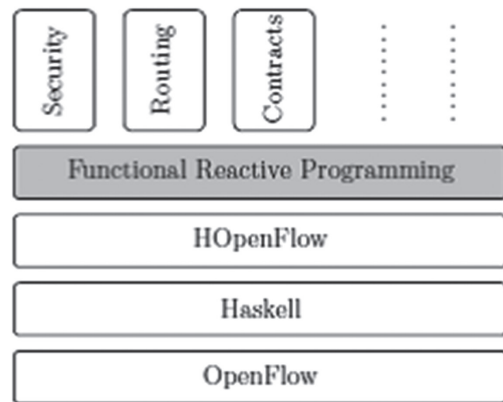 Security
Routing
Contracts
Functional Reactive Programming
HOpenFlow
Haskell
OpenFlow